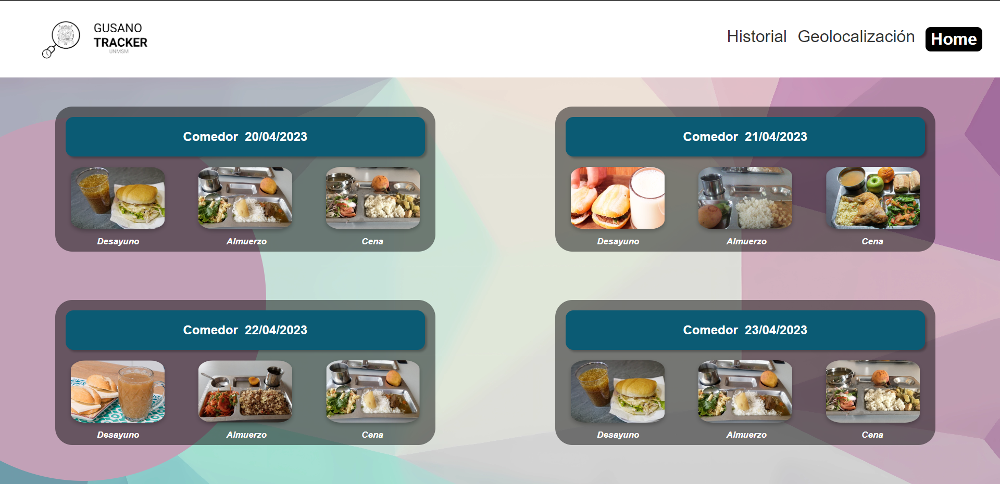 GUSANO
TRACKER
UNMSM
Historial Geolocalización Home
Comedor 20/04/2023
Desayuno Almuerzo Cena
Comedor 21/04/2023
Desayuno Almuerzo Cena
Comedor 22/04/2023
Desayuno Almuerzo Cena
Comedor 23/04/2023
Desayuno Almuerzo Cena